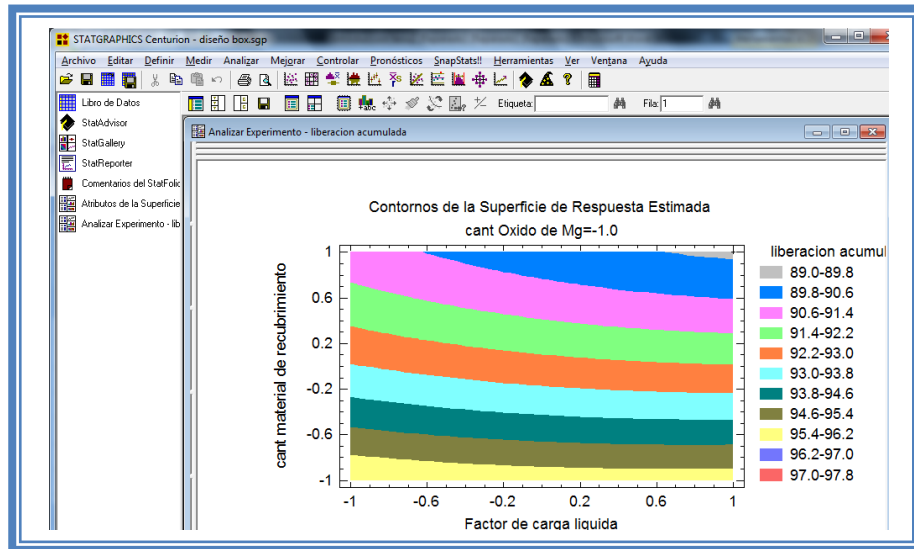 STATGRAPHICS Centurion - diseño box.sgp
Archivo Editar Definir Medir Analizar Mejorar Controlar Pronósticos SnapStats!! Herramientas Ver Ventana Ayuda
Etiqueta: Fila: 1
Libro de Datos
StatAdvisor
StatGallery
StatReporter
Comentarios del StatFolio
Atributos de la Superficie
Analizar Experimento - lib
Analizar Experimento - liberacion acumulada
Contornos de la Superficie de Respuesta Estimada
cant Oxido de Mg=-1.0
cant material de recubrimiento
1
0.6
0.2
-0.2
-0.6
-1
-1 -0.6 -0.2 0.2 0.6 1
Factor de carga liquida
liberacion acumul
89.0-89.8
89.8-90.6
90.6-91.4
91.4-92.2
92.2-93.0
93.0-93.8
93.8-94.6
94.6-95.4
95.4-96.2
96.2-97.0
97.0-97.8